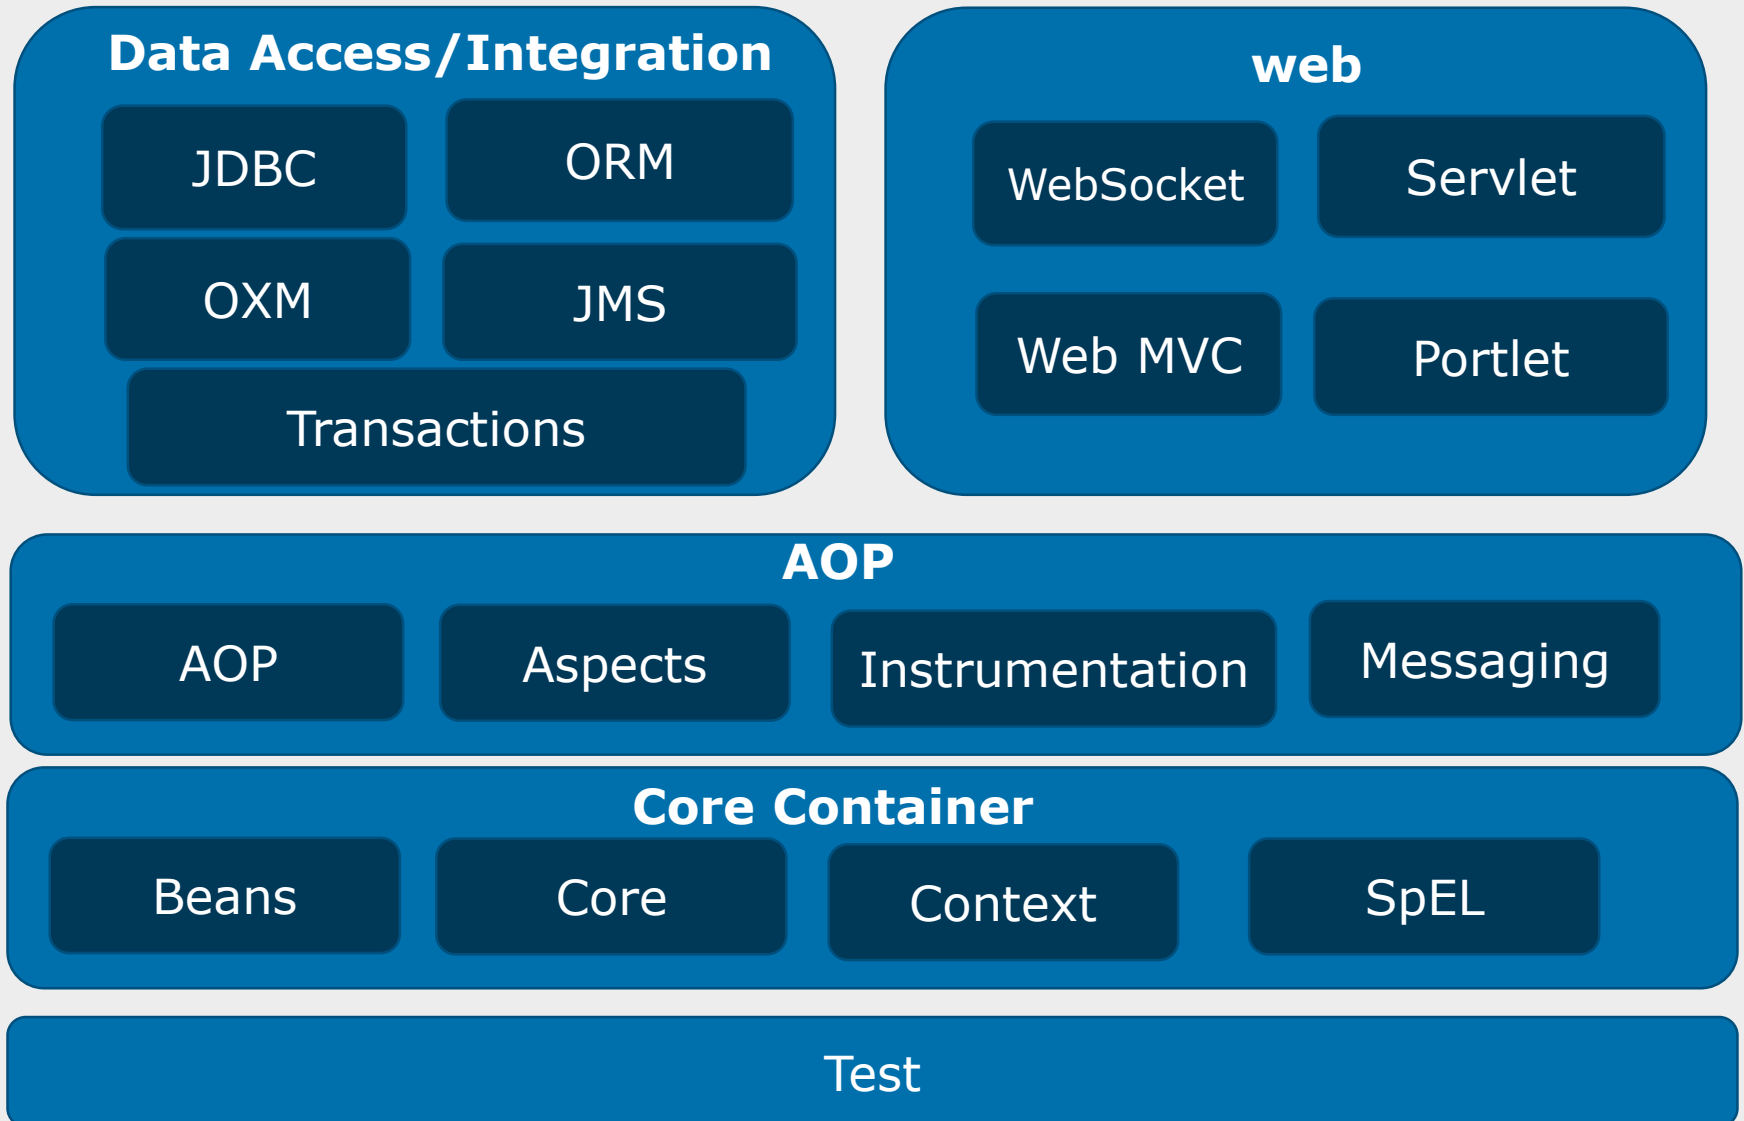 Data Access/Integration
JDBC
ORM
OXM
JMS
Transactions
web
WebSocket
Servlet
Web MVC
Portlet
AOP
AOP
Aspects
Instrumentation
Messaging
Core Container
Beans
Core
Context
SpEL
Test